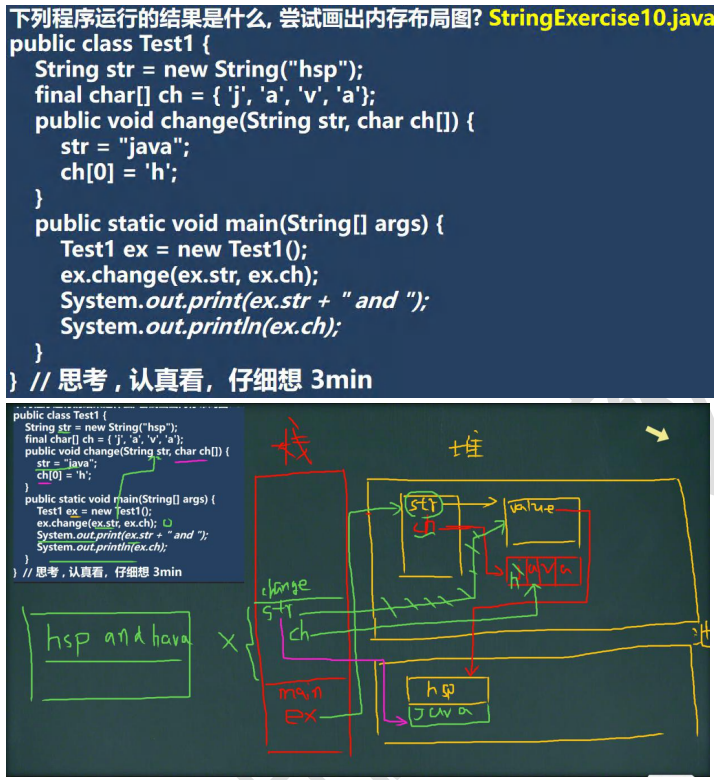 下列程序运行的结果是什么, 尝试画出内存布局图? StringExercise10.java
public class Test1 {
String str = new String("hsp");
final char[] ch = { 'j', 'a', 'v', 'a'};
public void change(String str, char ch[]) {
str = "java";
ch[0] = 'h';
}
public static void main(String[] args) {
Test1 ex = new Test1();
ex.change(ex.str, ex.ch);
System.out.print(ex.str + " and ");
System.out.println(ex.ch);
}
} // 思考 , 认真看，仔细想 3min
public class Test1 {
String str = new String("hsp");
final char[] ch = { 'j', 'a', 'v', 'a'};
public void change(String str, char ch[]) {
str = "java";
ch[0] = 'h';
}
public static void main(String[] args) {
Test1 ex = new Test1();
ex.change(ex.str, ex.ch);
System.out.print(ex.str + " and ");
System.out.println(ex.ch);
}
} // 思考 , 认真看，仔细想 3min
栈
堆
str
ch
value
h a v a
change
str
ch
hsp and hava
main
ex
hsp
java